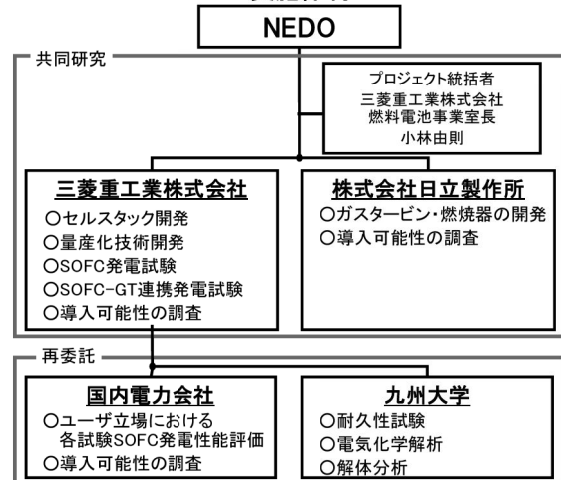 NEDO
共同研究
プロジェクト統括者
三菱重工業株式会社
燃料電池事業室長
小林由則
三菱重工業株式会社
○セルスタック開発
○量産化技術開発
○SOFC発電試験
○SOFC-GT連携発電試験
○導入可能性の調査
株式会社日立製作所
○ガスタービン・燃焼器の開発
○導入可能性の調査
再委託
国内電力会社
○ユーザ立場における
各試験SOFC発電性能評価
○導入可能性の調査
九州大学
○耐久性試験
○電気化学解析
○解体分析